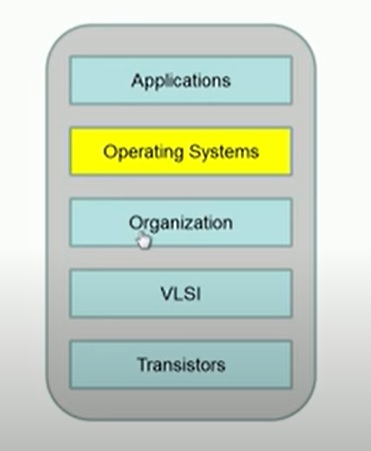 Applications
Operating Systems
Organization
VLSI
Transistors